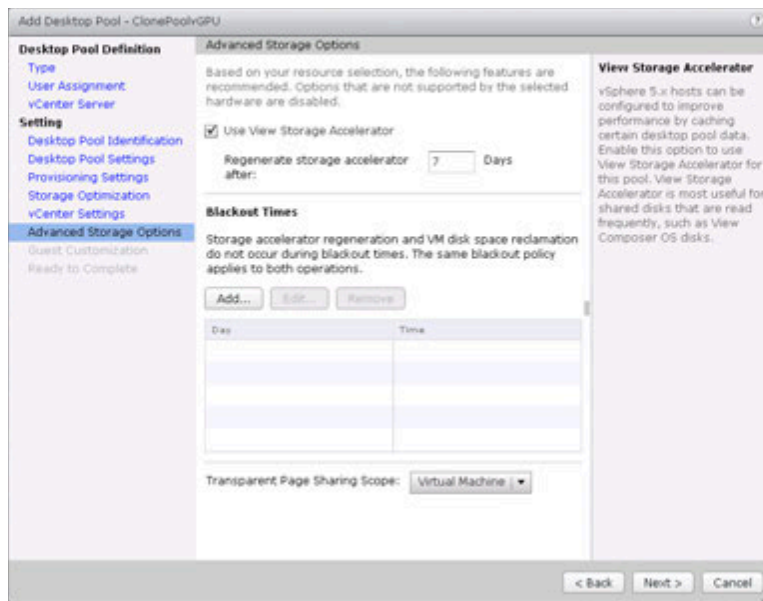 Add Desktop Pool - ClonePoolvGPU
?
Desktop Pool Definition
Type
User Assignment
vCenter Server
Setting
Desktop Pool Identification
Desktop Pool Settings
Provisioning Settings
Storage Optimization
vCenter Settings
Advanced Storage Options
Guest Customization
Ready to Complete
Advanced Storage Options
Based on your resource selection, the following features are
recommended. Options that are not supported by the selected
hardware are disabled.
Use View Storage Accelerator
Regenerate storage accelerator
after:
7 Days
Blackout Times
Storage accelerator regeneration and VM disk space reclamation
do not occur during blackout times. The same blackout policy
applies to both operations.
Add... Edit... Remove
Day Time
Transparent Page Sharing Scope: Virtual Machine
View Storage Accelerator
vSphere 5.x hosts can be
configured to improve
performance by caching
certain desktop pool data.
Enable this option to use
View Storage Accelerator for
this pool. View Storage
Accelerator is most useful for
shared disks that are read
frequently, such as View
Composer OS disks.
< Back Next > Cancel